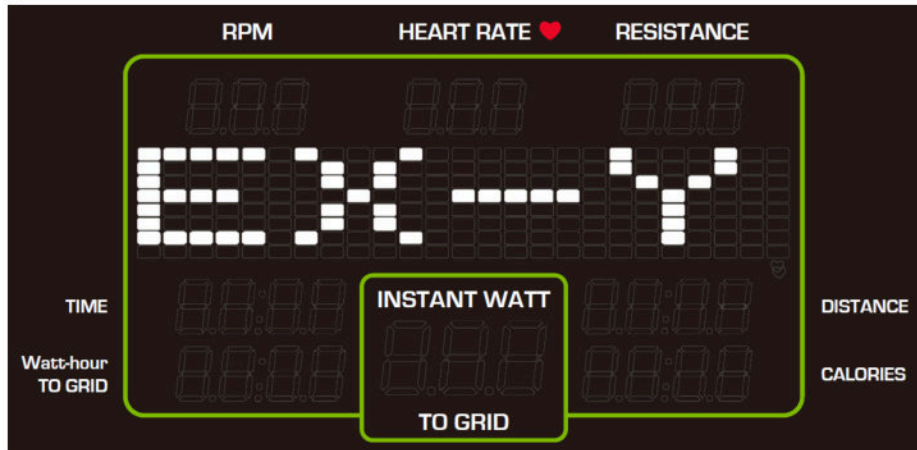 RPM HEART RATE RESISTANCE
EX-Y
TIME INSTANT WATT DISTANCE
Watt-hour
TO GRID CALORIES
TO GRID